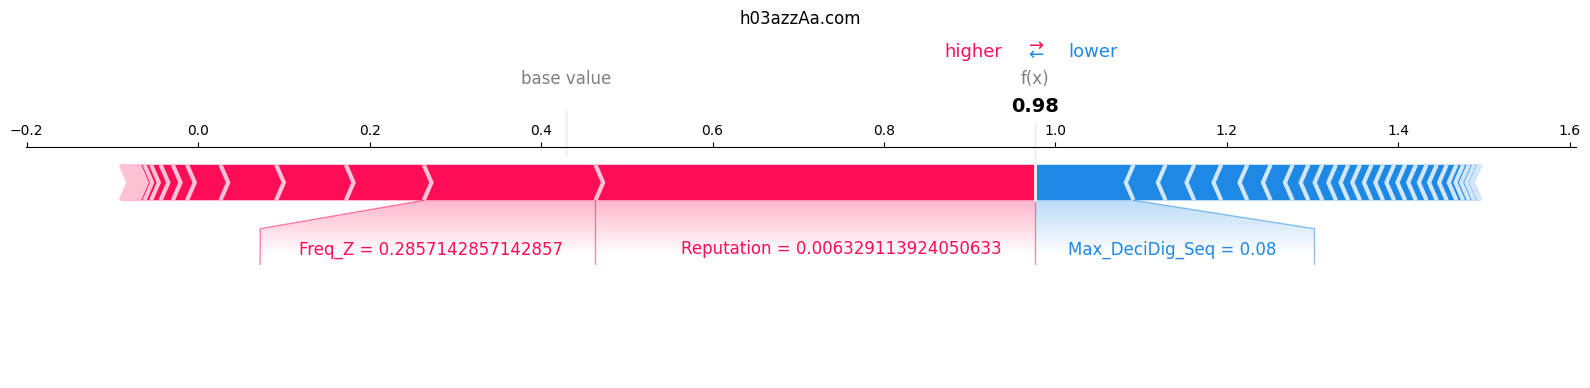 h03azzAa.com
higher ⇄ lower
base value f(x)
0.98
−0.2 0.0 0.2 0.4 0.6 0.8 1.0 1.2 1.4 1.6
Freq_Z = 0.2857142857142857 Reputation = 0.006329113924050633 Max_DeciDig_Seq = 0.08